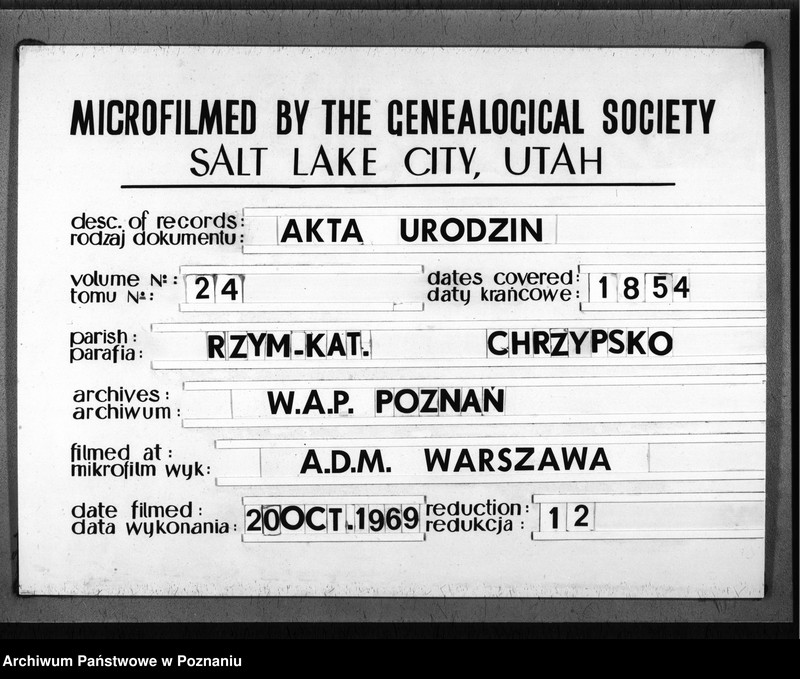 MICROFILMED BY THE GENEALOGICAL SOCIETY
SALT LAKE CITY, UTAH
desc. of records:
rodzaj dokumentu: AKTA URODZIN
volume Nº: dates covered:
tomu Nº: 24 daty krańcowe: 1854
parish:
parafia: RZYM-KAT. CHRZYPSKO
archives:
archiwum: W.A.P. POZNAŃ
filmed at:
mikrofilm wyk: A.D.M. WARSZAWA
date filmed: reduction:
data wykonania: 20 OCT. 1969 redukcja: 12
Archiwum Państwowe w Poznaniu